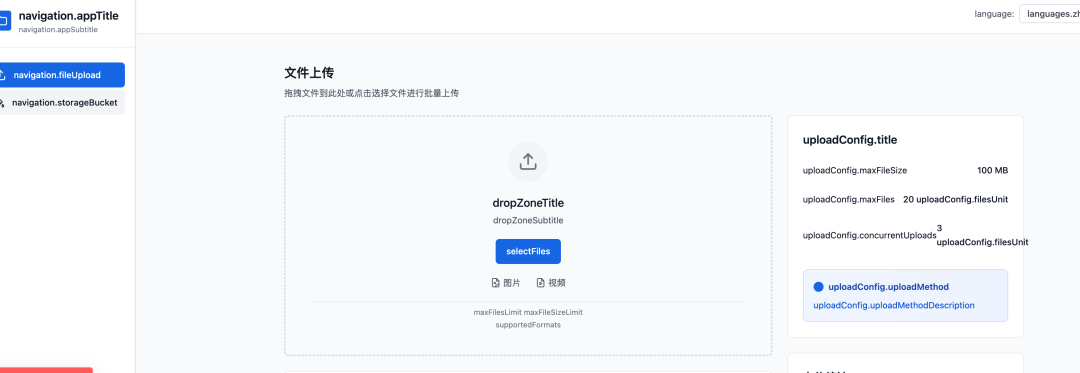 navigation.appTitle
navigation.appSubtitle
language:
navigation.fileUpload
navigation.storageBucket
文件上传
拖拽文件到此处或点击选择文件进行批量上传
dropZoneTitle
dropZoneSubtitle
selectFiles
图片 视频
maxFilesLimit maxFileSizeLimit
supportedFormats
uploadConfig.title
uploadConfig.maxFileSize 100 MB
uploadConfig.maxFiles 20 uploadConfig.filesUnit
uploadConfig.concurrentUploads 3 uploadConfig.filesUnit
uploadConfig.uploadMethod
uploadConfig.uploadMethodDescription